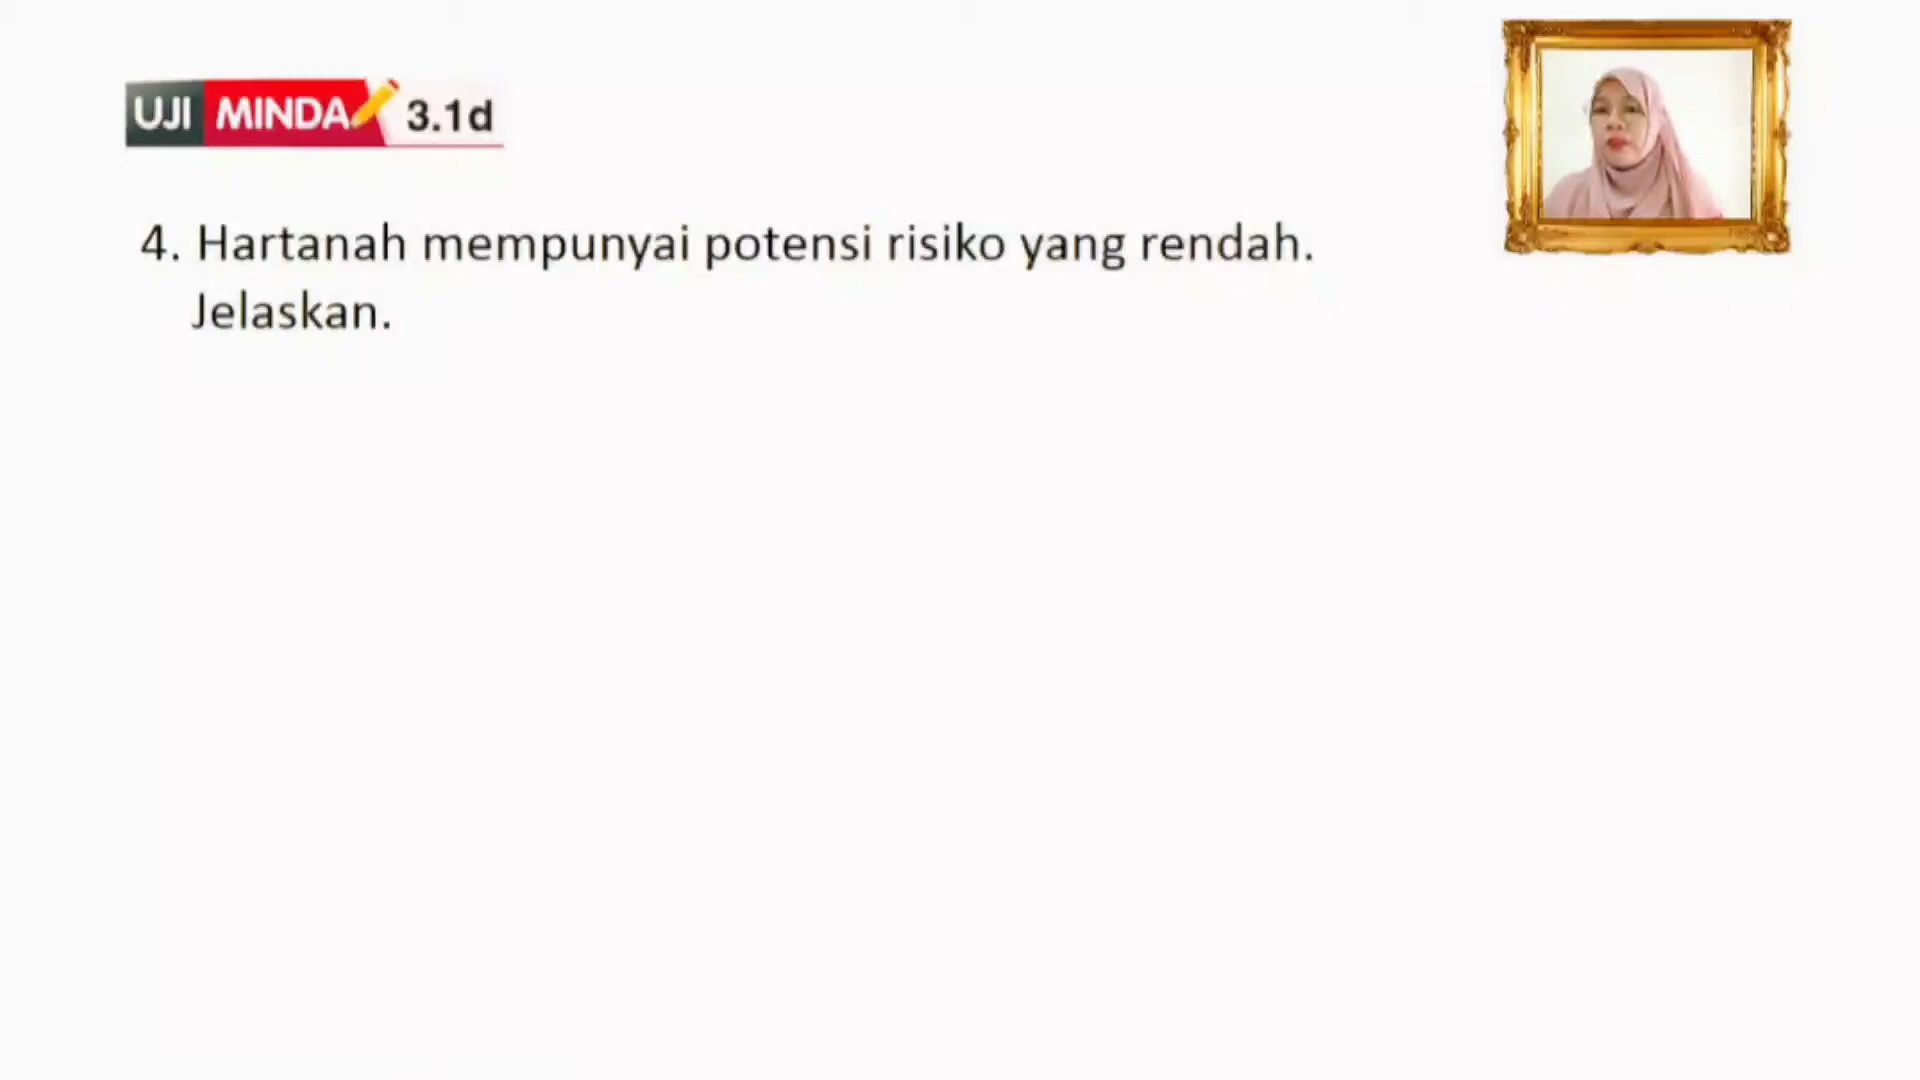 UJI MINDA 3.1d
4. Hartanah mempunyai potensi risiko yang rendah.
Jelaskan.